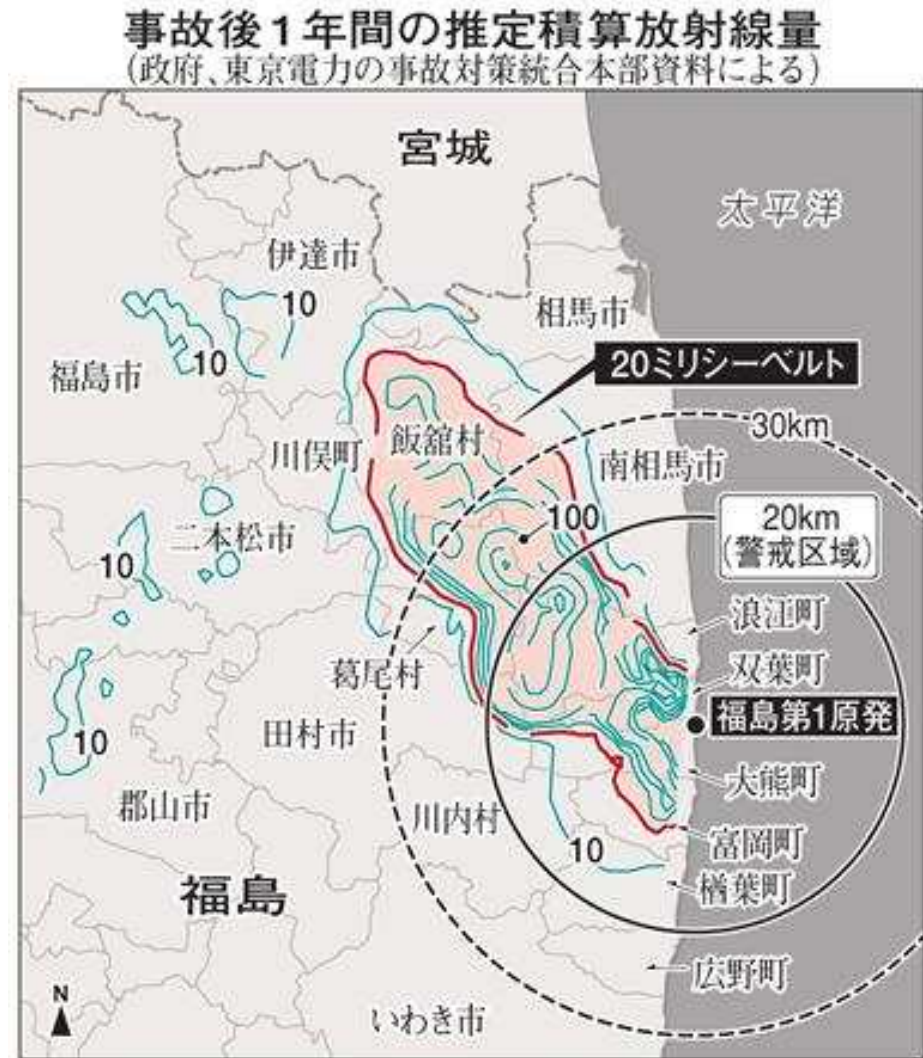 事故後1年間の推定積算放射線量
(政府、東京電力の事故対策統合本部資料による)
宮城
太平洋
伊達市
10
相馬市
10
福島市
20ミリシーベルト
30km
川俣町
飯舘村
南相馬市
100
20km
(警戒区域)
二本松市
10
浪江町
葛尾村
双葉町
福島第1原発
田村市
10
大熊町
郡山市
川内村
富岡町
10
楢葉町
福島
広野町
N
いわき市